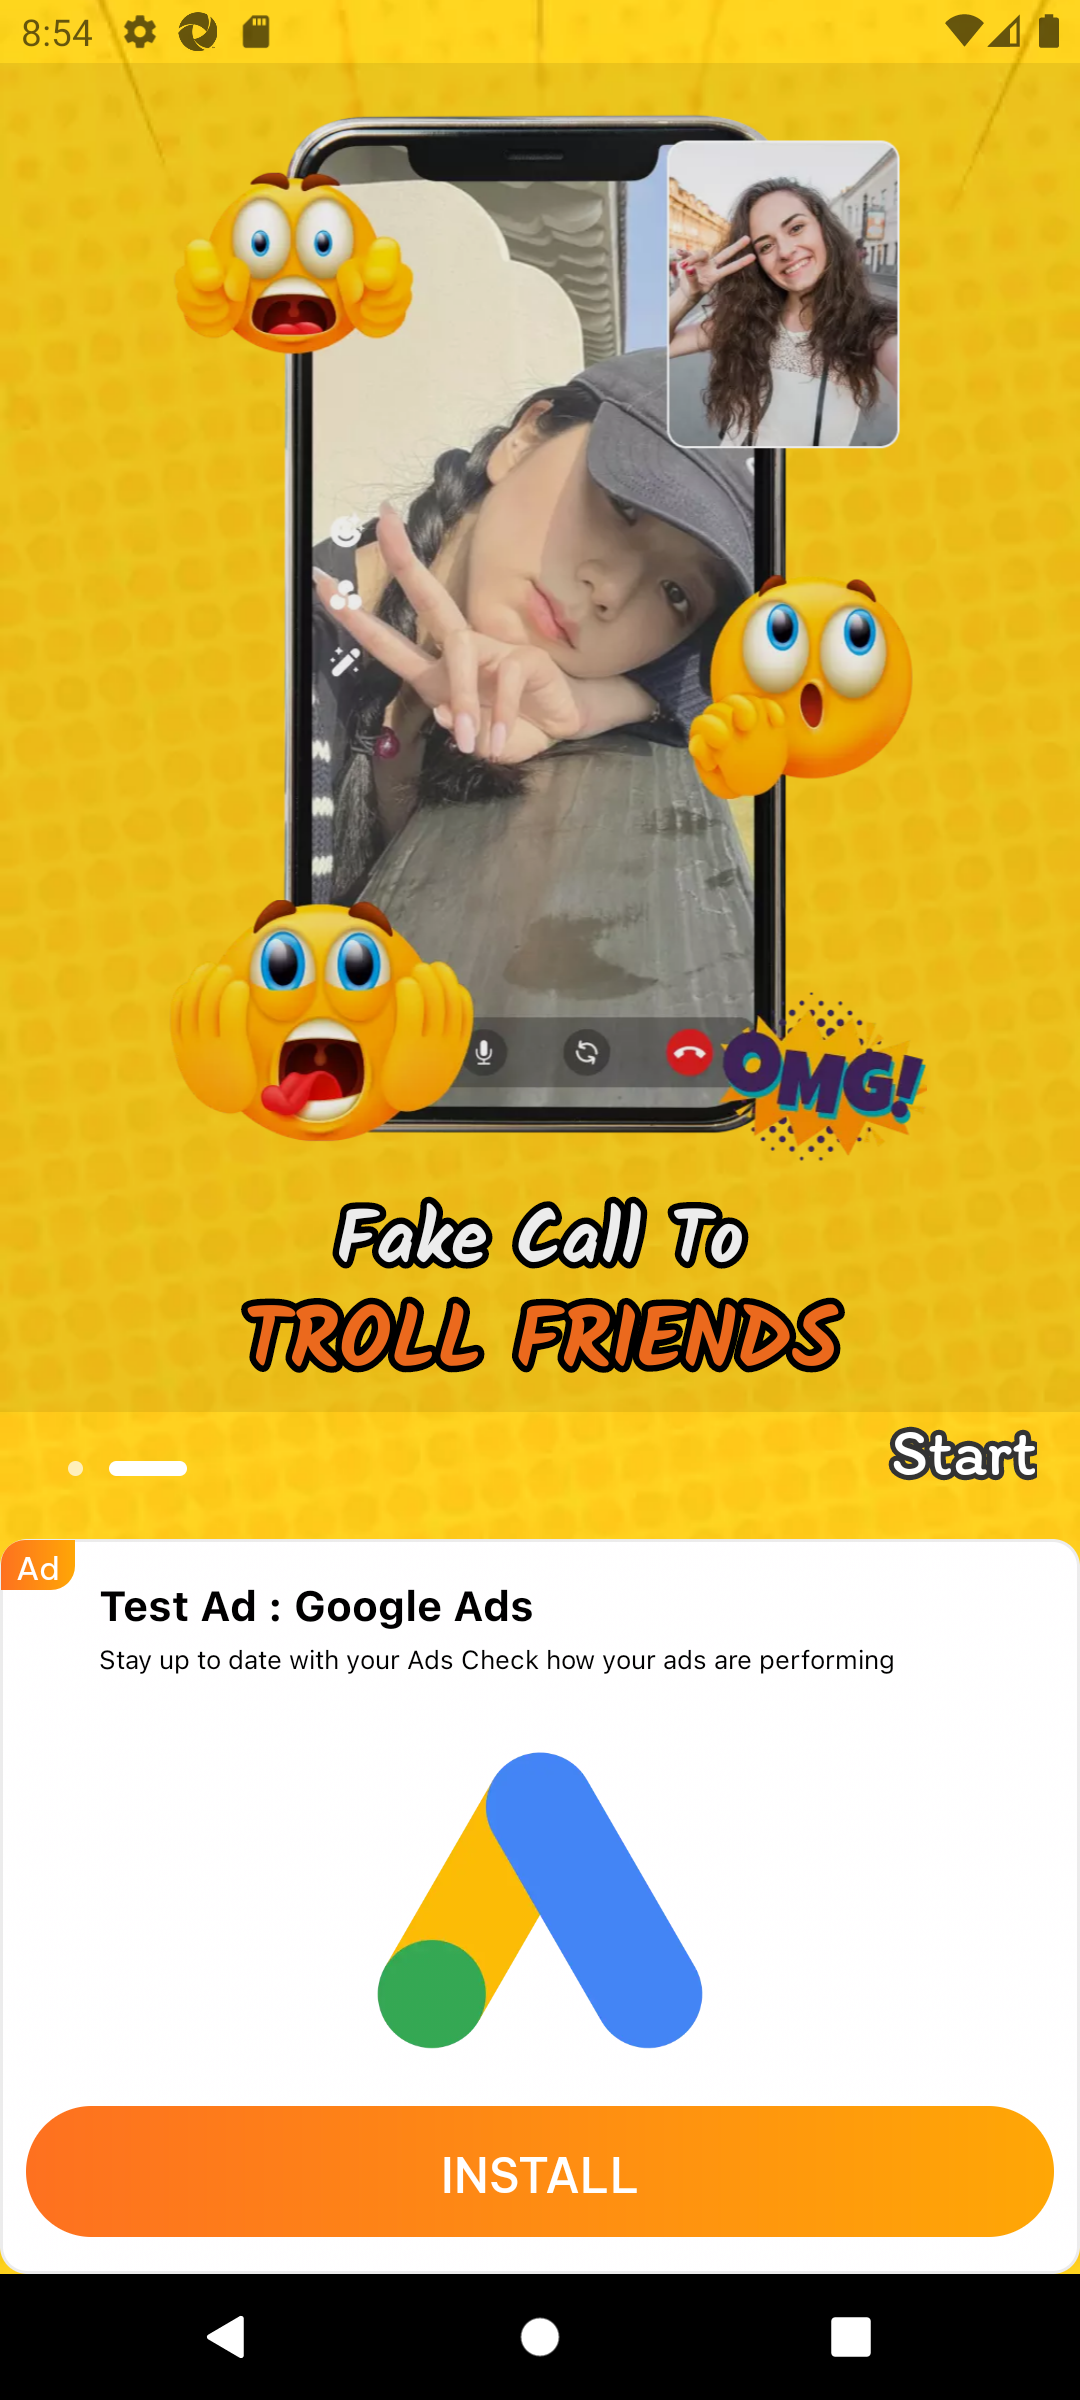 8:54
OMG!
Fake Call To
TROLL FRIENDS
Start
Ad
Test Ad : Google Ads
Stay up to date with your Ads Check how your ads are performing
INSTALL